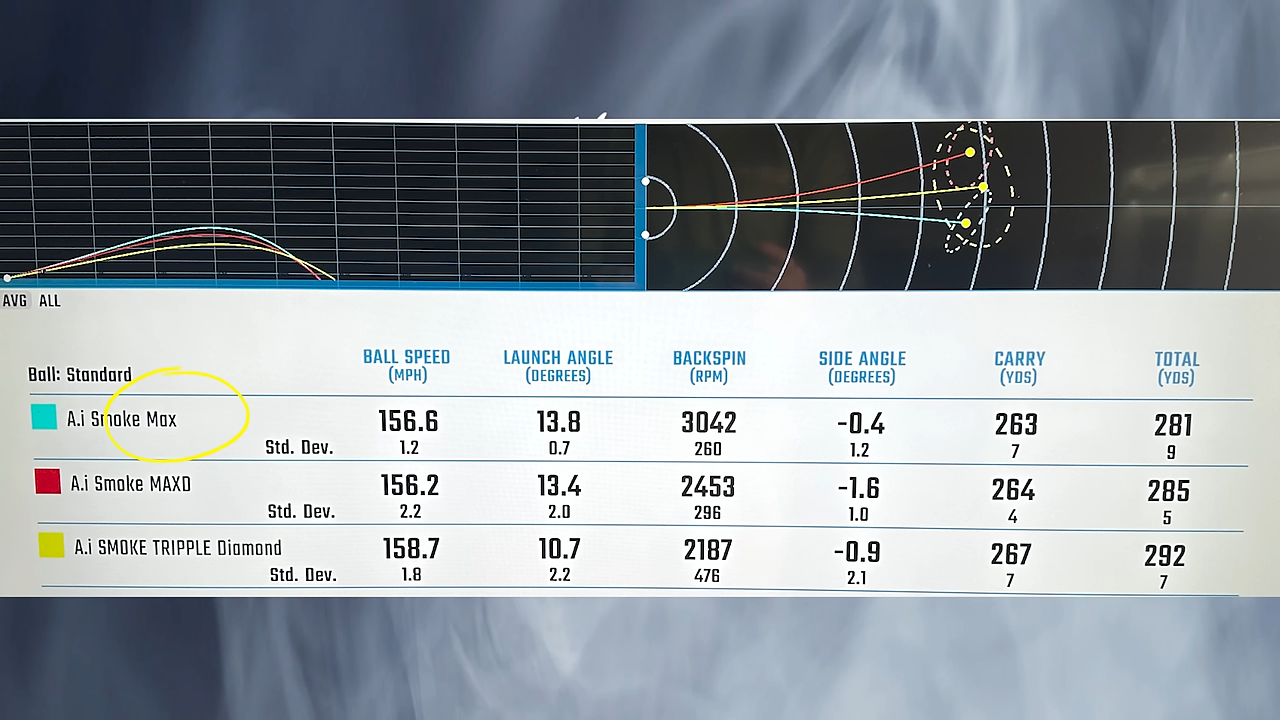 AVG ALL
Ball: Standard
BALL SPEED (MPH) LAUNCH ANGLE (DEGREES) BACKSPIN (RPM) SIDE ANGLE (DEGREES) CARRY (YDS) TOTAL (YDS)
A.i Smoke Max 156.6 13.8 3042 -0.4 263 281
Std. Dev. 1.2 0.7 260 1.2 7 9
A.i Smoke MAXD 156.2 13.4 2453 -1.6 264 285
Std. Dev. 2.2 2.0 296 1.0 4 5
A.i SMOKE TRIPPLE Diamond 158.7 10.7 2187 -0.9 267 292
Std. Dev. 1.8 2.2 476 2.1 7 7